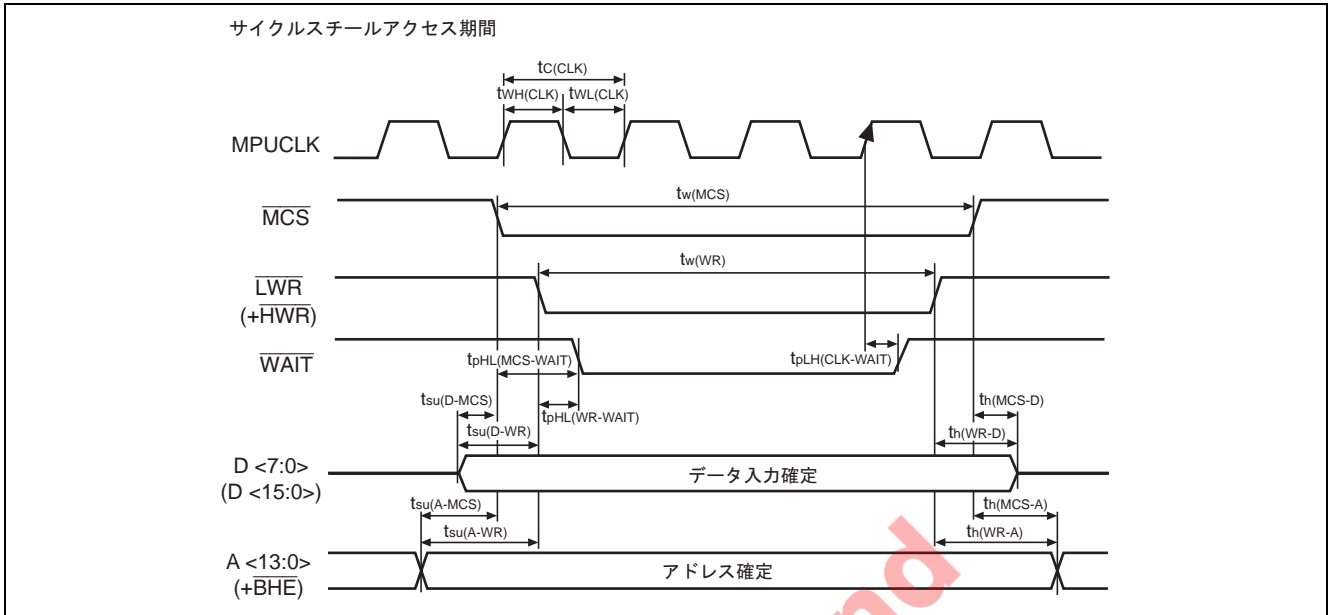 サイクルスチールアクセス期間
tC(CLK)
tWH(CLK) tWL(CLK)
MPUCLK
tw(MCS)
MCS
tw(WR)
LWR
(+HWR)
WAIT
tpHL(MCS-WAIT)
tpLH(CLK-WAIT)
tsu(D-MCS)
tpHL(WR-WAIT)
th(MCS-D)
tsu(D-WR)
th(WR-D)
D <7:0>
(D <15:0>)
データ入力確定
tsu(A-MCS)
th(MCS-A)
tsu(A-WR)
th(WR-A)
A <13:0>
(+BHE)
アドレス確定